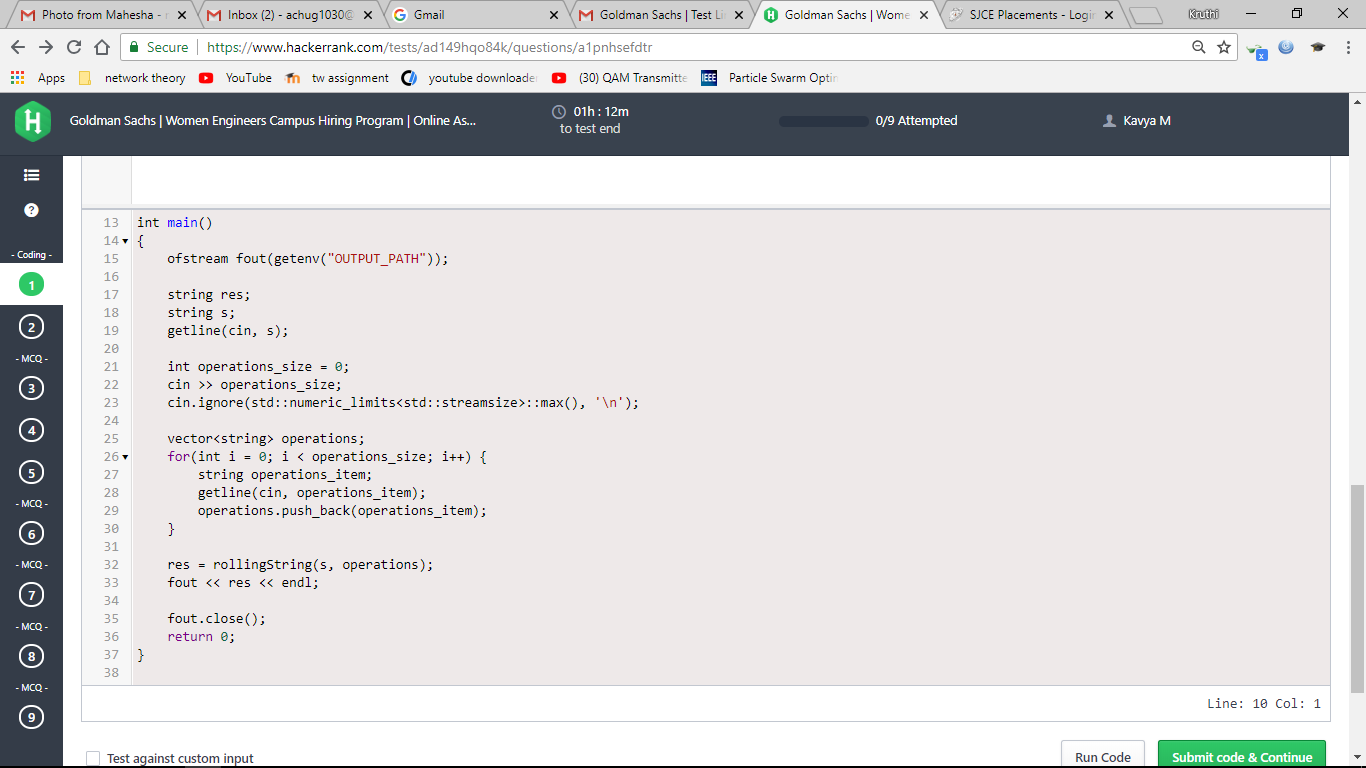 Photo from Mahesha -
Inbox (2) - achug1030@
Gmail
Goldman Sachs | Test Li
Goldman Sachs | Wome
SJCE Placements - Login
Kruthi
Secure
https://www.hackerrank.com/tests/ad149hqo84k/questions/a1pnhsefdtr
Apps
network theory
YouTube
tw assignment
youtube downloade
(30) QAM Transmitte
IEEE
Particle Swarm Optim
Goldman Sachs | Women Engineers Campus Hiring Program | Online As...
01h : 12m
to test end
0/9 Attempted
Kavya M
- Coding -
1
2
- MCQ -
3
4
5
- MCQ -
6
- MCQ -
7
- MCQ -
8
- MCQ -
9
13 int main()
14 {
15     ofstream fout(getenv("OUTPUT_PATH"));
16
17     string res;
18     string s;
19     getline(cin, s);
20
21     int operations_size = 0;
22     cin >> operations_size;
23     cin.ignore(std::numeric_limits<std::streamsize>::max(), '\n');
24
25     vector<string> operations;
26     for(int i = 0; i < operations_size; i++) {
27         string operations_item;
28         getline(cin, operations_item);
29         operations.push_back(operations_item);
30     }
31
32     res = rollingString(s, operations);
33     fout << res << endl;
34
35     fout.close();
36     return 0;
37 }
38
Line: 10 Col: 1
Test against custom input
Run Code
Submit code & Continue